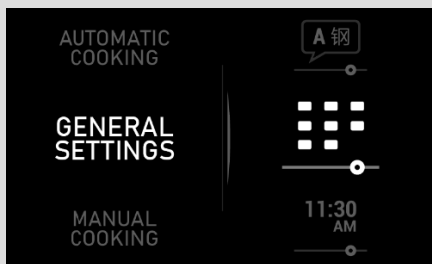 AUTOMATIC
COOKING
GENERAL
SETTINGS
MANUAL
COOKING
A 钢
11:30
AM